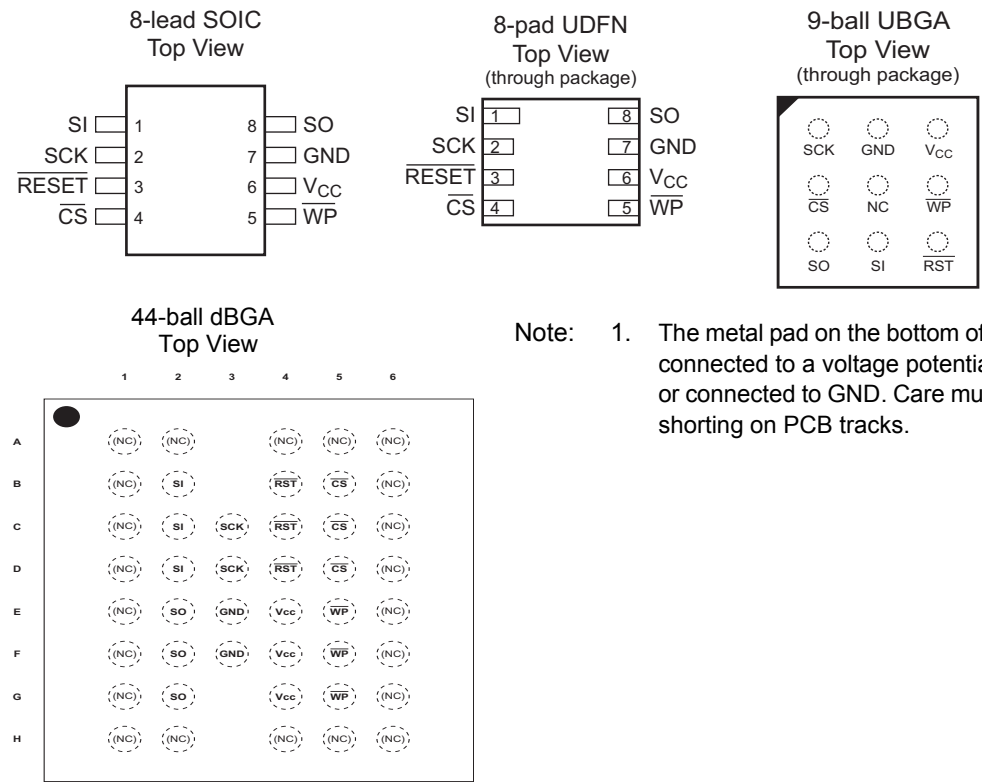 8-lead SOIC
Top View
SI 1 8 SO
SCK 2 7 GND
RESET 3 6 VCC
CS 4 5 WP
8-pad UDFN
Top View
(through package)
SI 1 8 SO
SCK 2 7 GND
RESET 3 6 VCC
CS 4 5 WP
9-ball UBGA
Top View
(through package)
SCK GND VCC
CS NC WP
SO SI RST
44-ball dBGA
Top View
1 2 3 4 5 6
A (NC) (NC) (NC) (NC) (NC)
B (NC) SI RST CS (NC)
C (NC) SI SCK RST CS (NC)
D (NC) SI SCK RST CS (NC)
E (NC) SO GND Vcc WP (NC)
F (NC) SO GND Vcc WP (NC)
G (NC) SO Vcc WP (NC)
H (NC) (NC) (NC) (NC) (NC)
Note: 1. The metal pad on the bottom of
connected to a voltage
or connected to GND. Care
shorting on PCB tracks.